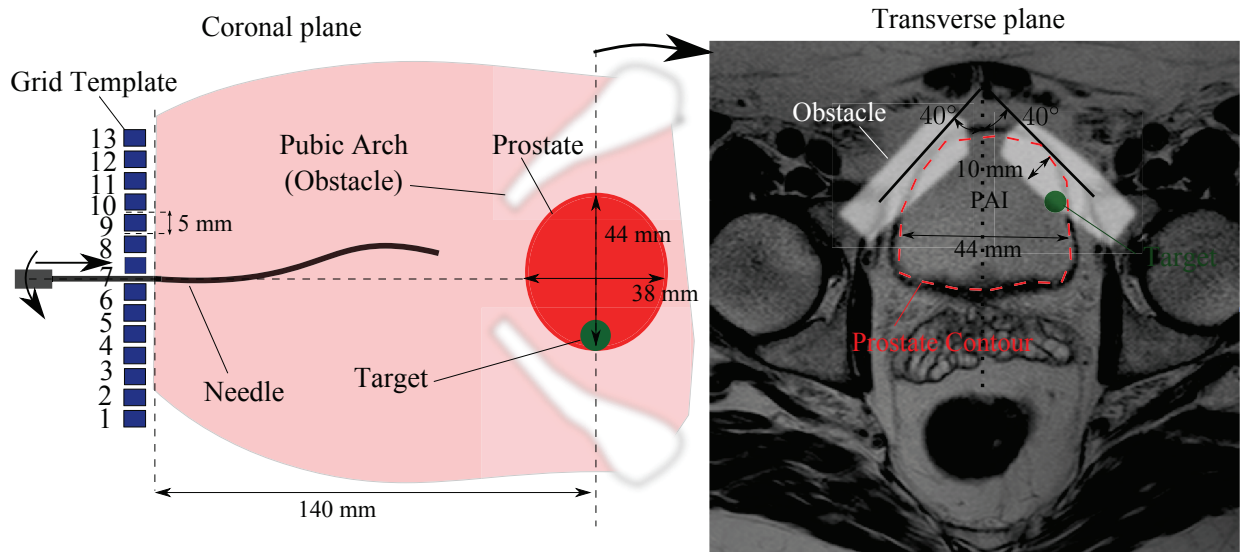 Coronal plane
Grid Template
13
12
11
10
9
8
7
6
5
4
3
2
1
5 mm
Pubic Arch
(Obstacle)
Prostate
44 mm
38 mm
Needle
Target
140 mm
Transverse plane
Obstacle
40°
40°
10 mm
PAI
44 mm
Target
Prostate Contour